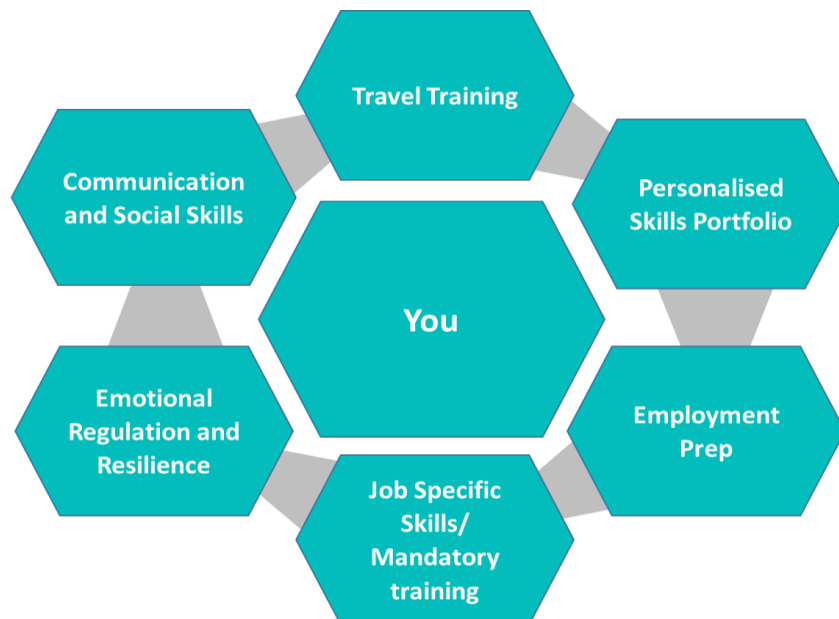 Travel Training
Personalised
Skills Portfolio
Employment
Prep
Job Specific
Skills/
Mandatory
training
Emotional
Regulation and
Resilience
Communication
and Social Skills
You